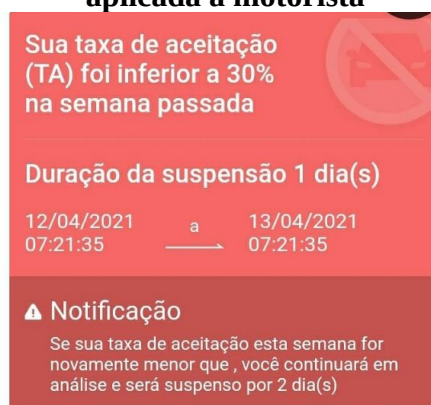 aplicada a motorista
Sua taxa de aceitação
(TA) foi inferior a 30%
na semana passada
Duração da suspensão 1 dia(s)
12/04/2021 a 13/04/2021
07:21:35 07:21:35
Notificação
Se sua taxa de aceitação esta semana for
novamente menor que , você continuará em
análise e será suspenso por 2 dia(s)